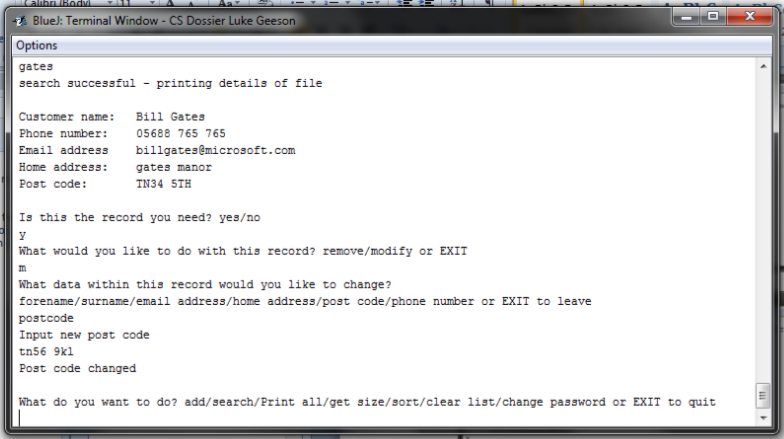 Calibri (Body) 11 A A Aa
BlueJ: Terminal Window - CS Dossier Luke Geeson
Options
gates
search successful - printing details of file
Customer name: Bill Gates
Phone number: 05688 765 765
Email address billgates@microsoft.com
Home address: gates manor
Post code: TN34 5TH
Is this the record you need? yes/no
y
What would you like to do with this record? remove/modify or EXIT
m
What data within this record would you like to change?
forename/surname/email address/home address/post code/phone number or EXIT to leave
postcode
Input new post code
tn56 9kl
Post code changed
What do you want to do? add/search/Print all/get size/sort/clear list/change password or EXIT to quit